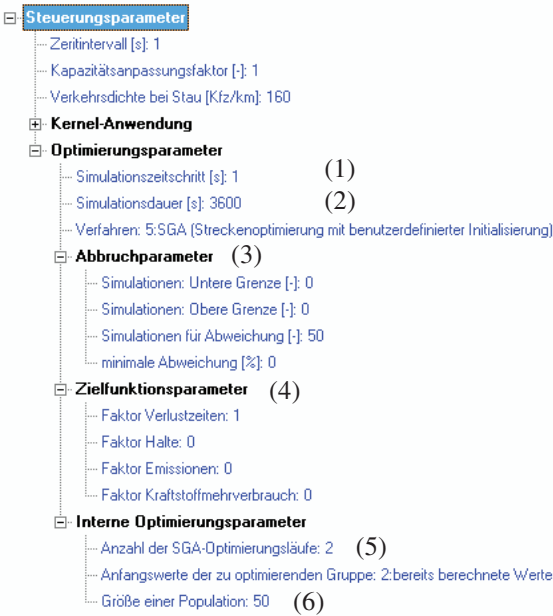 Steuerungsparameter
Zeritintervall [s]: 1
Kapazitätsanpassungsfaktor [-]: 1
Verkehrsdichte bei Stau [Kfz/km]: 160
Kernel-Anwendung
Optimierungsparameter
Simulationszeitschritt [s]: 1 (1)
Simulationsdauer [s]: 3600 (2)
Verfahren: 5:SGA (Streckenoptimierung mit benutzerdefinierter Initialisierung)
Abbruchparameter (3)
Simulationen: Untere Grenze [-]: 0
Simulationen: Obere Grenze [-]: 0
Simulationen für Abweichung [-]: 50
minimale Abweichung [%]: 0
Zielfunktionsparameter (4)
Faktor Verlustzeiten: 1
Faktor Halte: 0
Faktor Emissionen: 0
Faktor Kraftstoffmehrverbrauch: 0
Interne Optimierungsparameter
Anzahl der SGA-Optimierungsläufe: 2 (5)
Anfangswerte der zu optimierenden Gruppe: 2:bereits berechnete Werte
Größe einer Population: 50 (6)